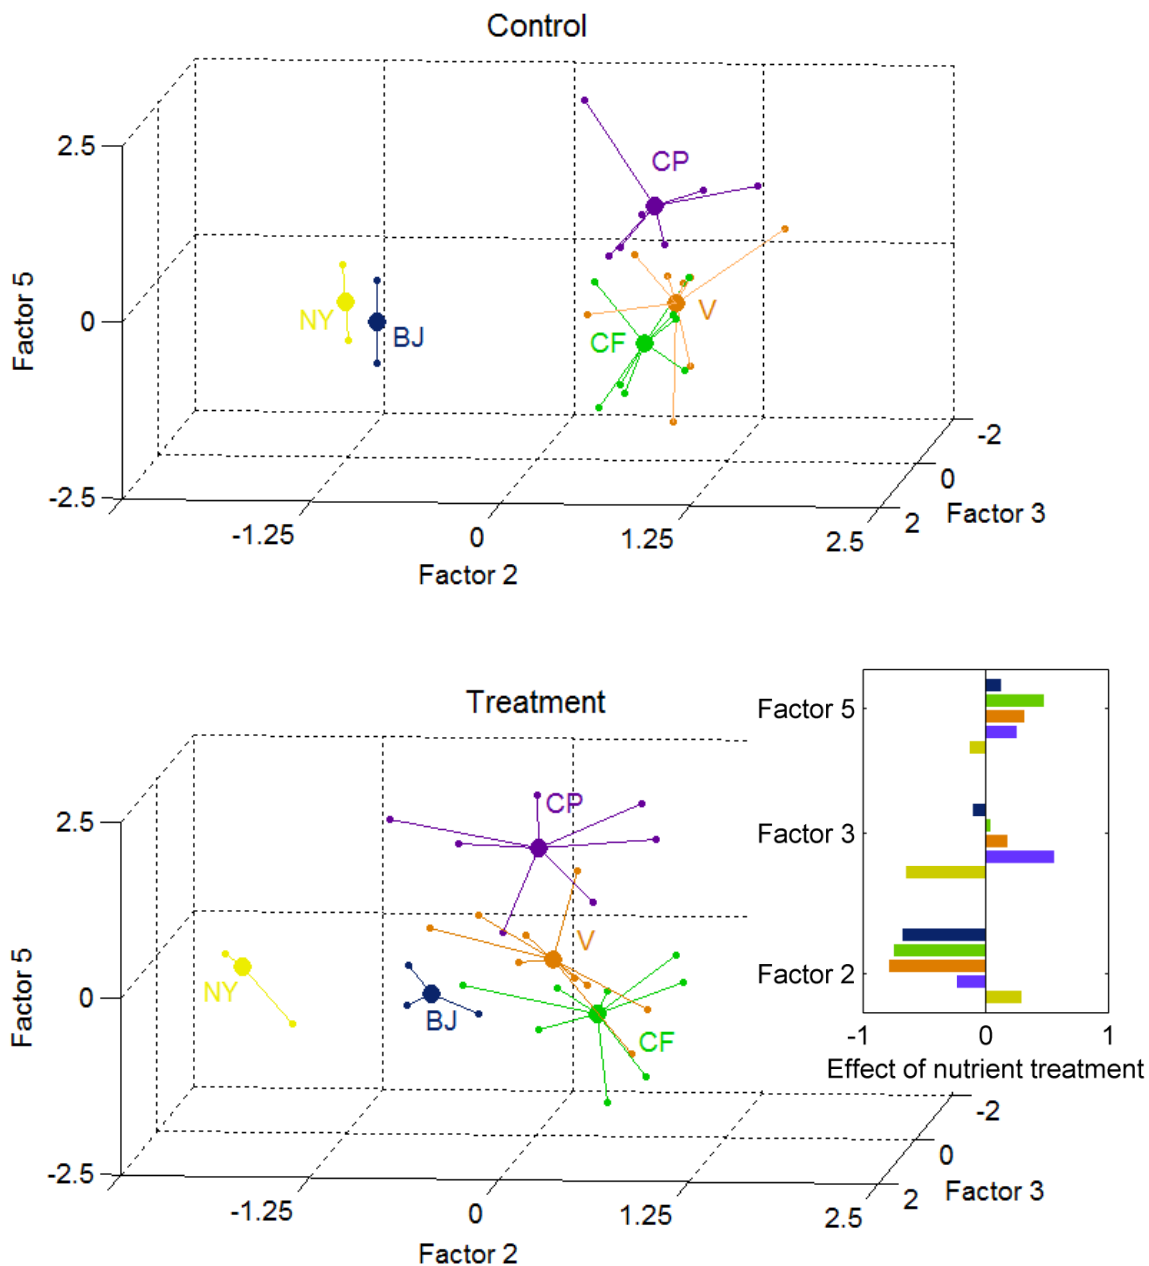 Control
2.5
CP
Factor 5
0
NY
BJ
V
CF
-2.5
-2
0
2
Factor 3
-1.25
0
1.25
2.5
Factor 2
Treatment
Factor 5
Factor 3
Factor 2
-1
0
1
Effect of nutrient treatment
2.5
CP
Factor 5
0
NY
BJ
V
CF
-2.5
-2
0
2
Factor 3
-1.25
0
1.25
2.5
Factor 2